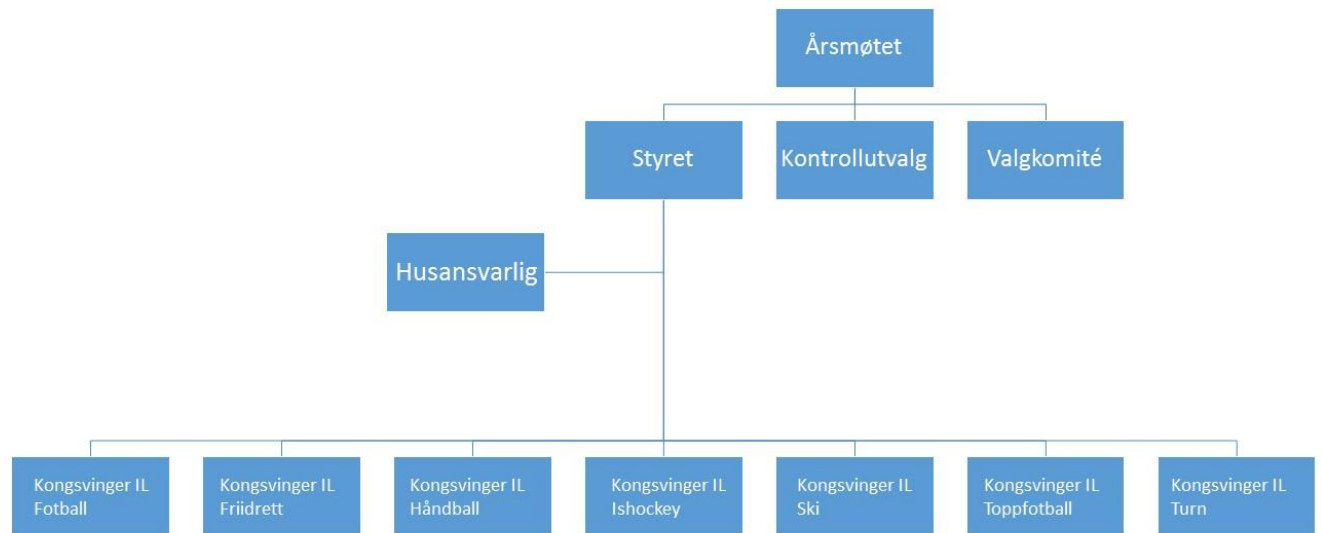 Årsmøtet
Styret
Kontrollutvalg
Valgkomité
Husansvarlig
Kongsvinger IL
Fotball
Kongsvinger IL
Friidrett
Kongsvinger IL
Håndball
Kongsvinger IL
Ishockey
Kongsvinger IL
Ski
Kongsvinger IL
Toppfotball
Kongsvinger IL
Turn